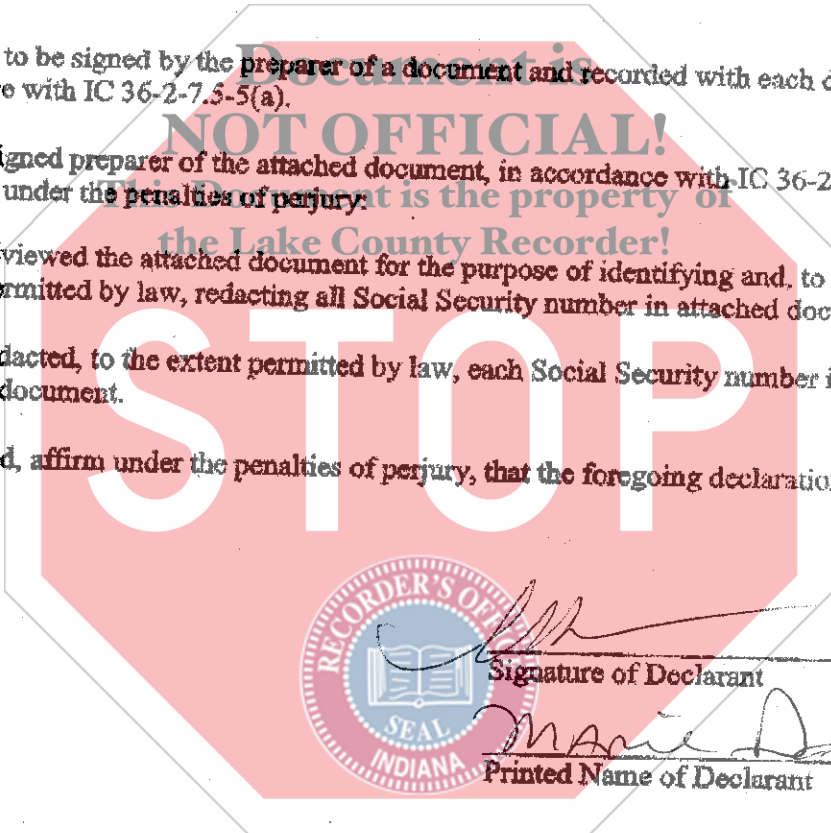 Document is
NOT OFFICIAL!
This Document is the property of
the Lake County Recorder!
STOP
to be signed by the preparer of a document and recorded with each d
e with IC 36-2-7.5-5(a).
igned preparer of the attached document, in accordance with IC 36-2
under the penalties of perjury:
viewed the attached document for the purpose of identifying and, to
rmitted by law, redacting all Social Security number in attached doc
dacted, to the extent permitted by law, each Social Security number i
document.
d, affirm under the penalties of perjury, that the foregoing declaratio
RECORDER'S OFFICE
SEAL
INDIANA
Signature of Declarant
Marie D
Printed Name of Declarant